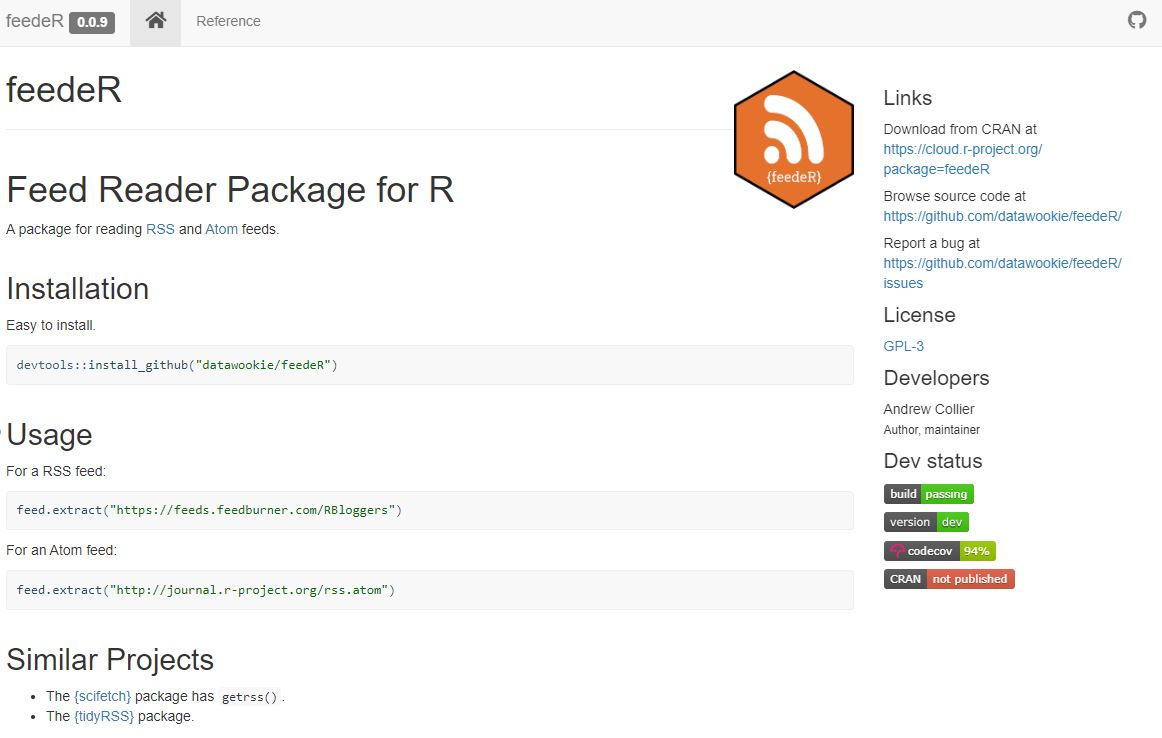 feedeR 0.0.9 Reference
feedeR
{feedeR}
Feed Reader Package for R
A package for reading RSS and Atom feeds.
Installation
Easy to install.
devtools::install_github("datawookie/feedeR")
Usage
For a RSS feed:
feed.extract("https://feeds.feedburner.com/RBloggers")
For an Atom feed:
feed.extract("http://journal.r-project.org/rss.atom")
Similar Projects
• The {scifetch} package has getrss().
• The {tidyRSS} package.
Links
Download from CRAN at
https://cloud.r-project.org/
package=feedeR
Browse source code at
https://github.com/datawookie/feedeR/
Report a bug at
https://github.com/datawookie/feedeR/
issues
License
GPL-3
Developers
Andrew Collier
Author, maintainer
Dev status
build passing
version dev
codecov 94%
CRAN not published